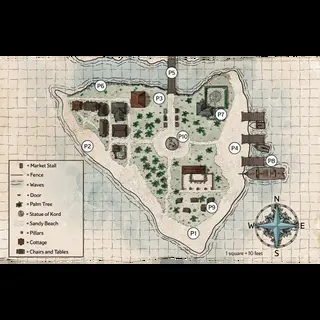 P5
P6
P3
P7
P10
P2
P4
P8
P9
P1
= Market Stall
= Fence
= Waves
= Door
= Palm Tree
= Statue of Kord
Sandy Beach
= Pillars
= Cottage
= Chairs and Tables
N
W
E
S
1 square = 10 feet